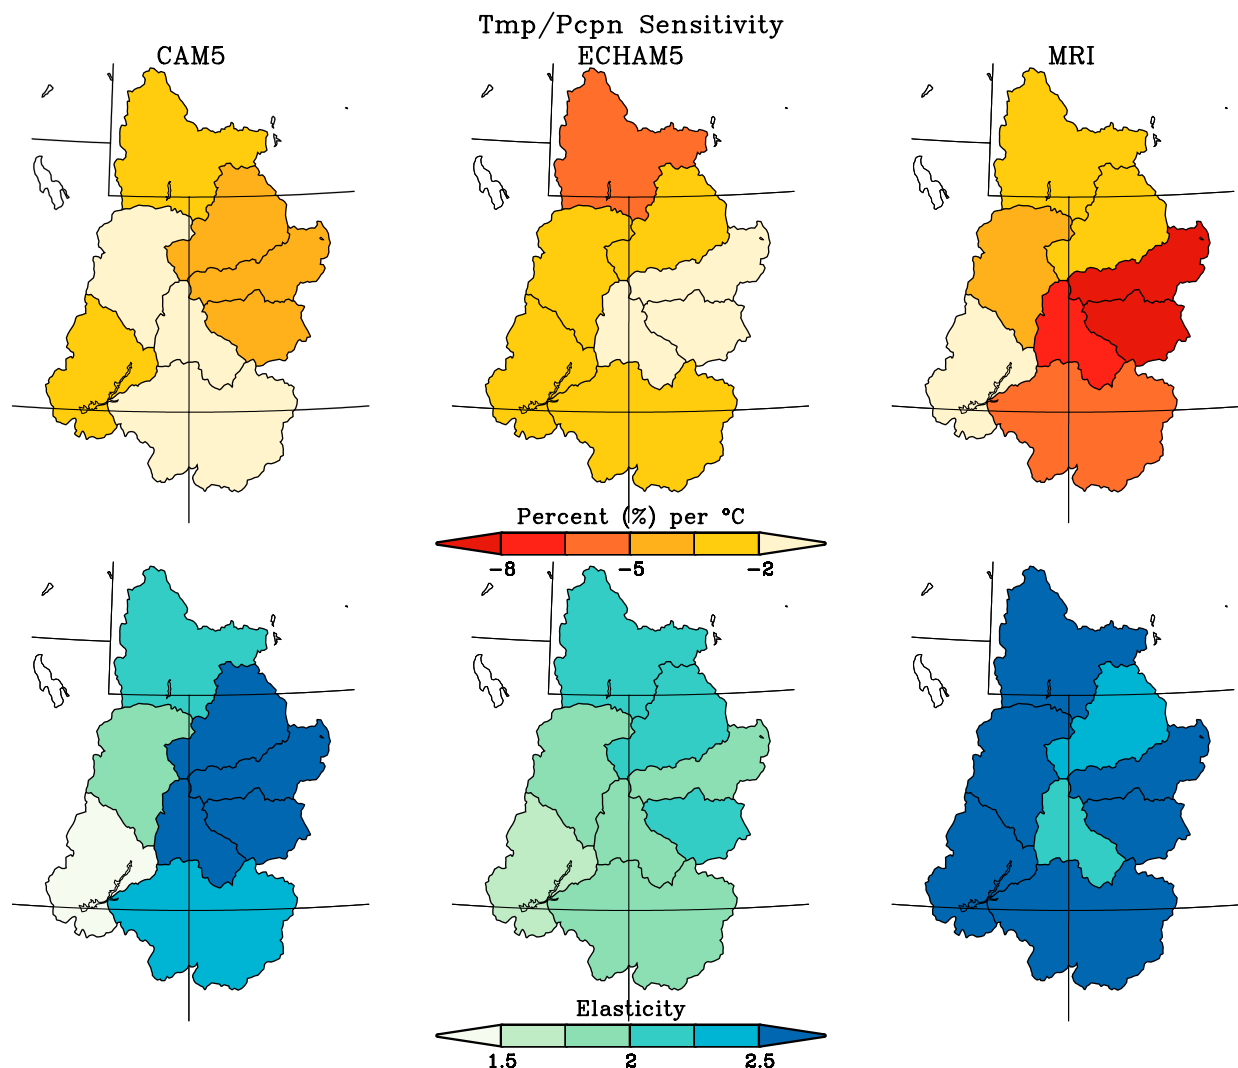 Tmp/Pcpn Sensitivity
CAM5 ECHAM5 MRI
Percent (%) per °C
-8 -5 -2
Elasticity
1.5 2 2.5